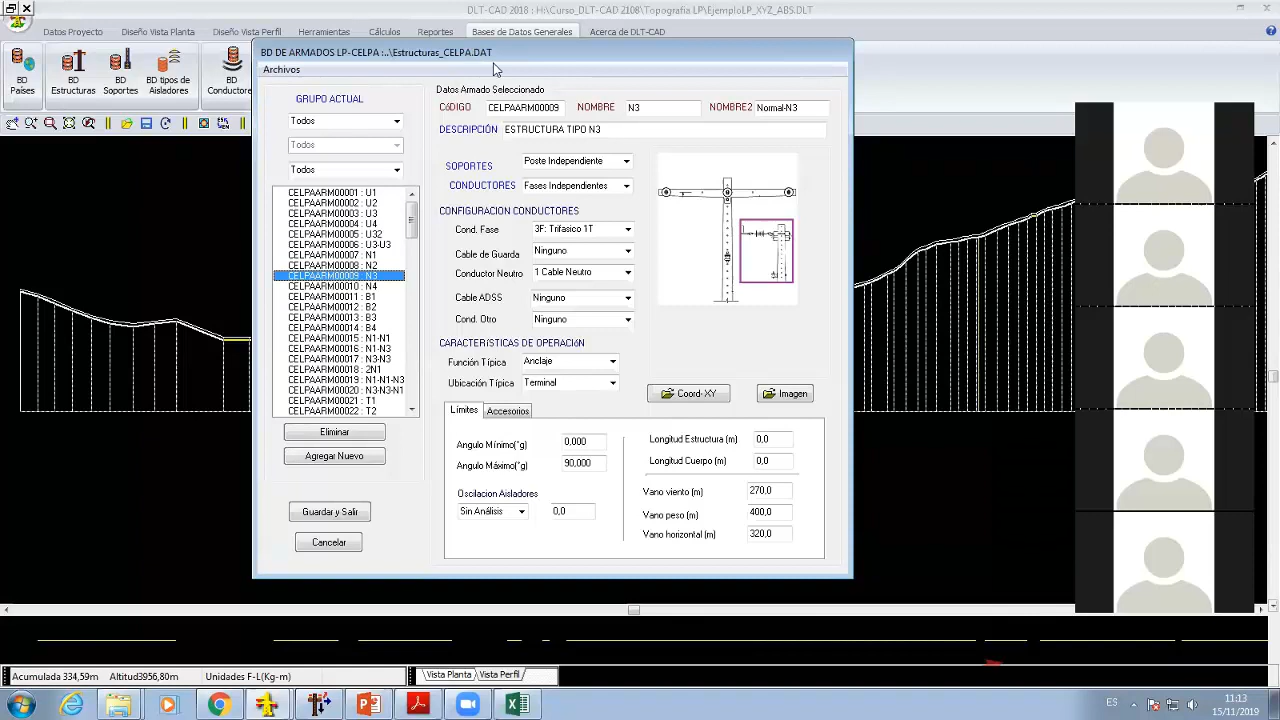 DLT-CAD 2018 : H:\Curso_DLT-CAD 2108\Topografia LP\EjemploLP_XYZ_ABS.DLT
Datos Proyecto
Diseño Vista Planta
Diseño Vista Perfil
Herramientas
Cálculos
Reportes
Bases de Datos Generales
Acerca de DLT-CAD
BD Países
BD Estructuras
BD Soportes
BD tipos de Aisladores
BD Conductore
BD DE ARMADOS LP-CELPA :..\Estructuras_CELPA.DAT
Archivos
GRUPO ACTUAL
Todos
Todos
Todos
CELPAARM00001 : U1
CELPAARM00002 : U2
CELPAARM00003 : U3
CELPAARM00004 : U4
CELPAARM00005 : U32
CELPAARM00006 : U3-U3
CELPAARM00007 : N1
CELPAARM00008 : N2
CELPAARM00009 : N3
CELPAARM00010 : N4
CELPAARM00011 : B1
CELPAARM00012 : B2
CELPAARM00013 : B3
CELPAARM00014 : B4
CELPAARM00015 : N1-N1
CELPAARM00016 : N1-N3
CELPAARM00017 : N3-N3
CELPAARM00018 : 2N1
CELPAARM00019 : N1-N1-N3
CELPAARM00020 : N3-N3-N1
CELPAARM00021 : T1
CELPAARM00022 : T2
Eliminar
Agregar Nuevo
Guardar y Salir
Cancelar
Datos Armado Seleccionado
CóDIGO CELPAARM00009 NOMBRE N3 NOMBRE2 Normal-N3
DESCRIPCIÓN ESTRUCTURA TIPO N3
SOPORTES Poste Independiente
CONDUCTORES Fases Independientes
CONFIGURACION CONDUCTORES
Cond. Fase 3F: Trifasico 1T
Cable de Guarda Ninguno
Conductor Neutro 1 Cable Neutro
Cable ADSS Ninguno
Cond. Otro Ninguno
CARACTERíSTICAS DE OPERACIóN
Función Típica Anclaje
Ubicación Típica Terminal
Coord-XY
Imagen
Límites
Accesorios
Angulo Mínimo(°g) 0,000
Angulo Máximo(°g) 90,000
Oscilacion Aisladores
Sin Análisis 0,0
Longitud Estructura (m) 0,0
Longitud Cuerpo (m) 0,0
Vano viento (m) 270,0
Vano peso (m) 400,0
Vano horizontal (m) 320,0
Acumulada 334,59m Altitud3956,80m Unidades F-L(Kg-m)
Vista Planta
Vista Perfil
ES
11:13
15/11/2019